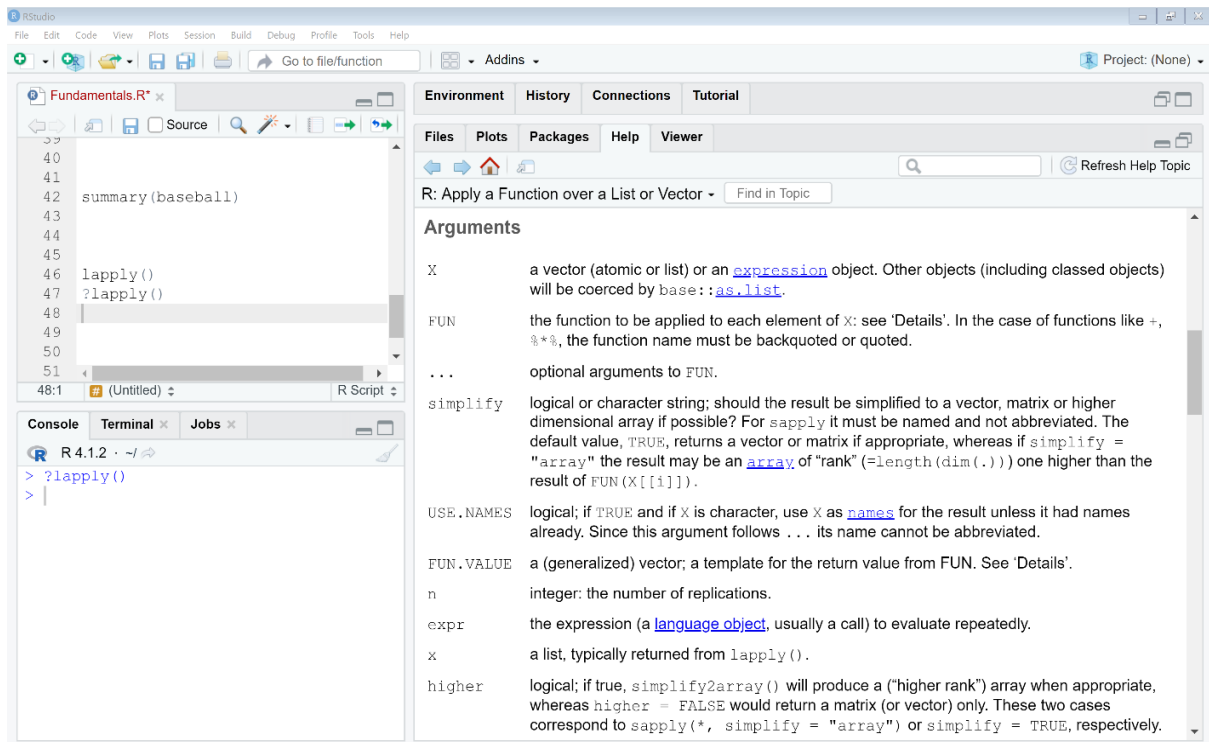 RStudio
File Edit Code View Plots Session Build Debug Profile Tools Help
Go to file/function Addins Project: (None)
Fundamentals.R*
Source
39
40
41
42 summary(baseball)
43
44
45
46 lapply()
47 ?lapply()
48
49
50
51
48:1 # (Untitled) R Script
Console Terminal Jobs
R 4.1.2 · ~/
> ?lapply()
>
Environment History Connections Tutorial
Files Plots Packages Help Viewer
Refresh Help Topic
R: Apply a Function over a List or Vector Find in Topic
Arguments
X a vector (atomic or list) or an expression object. Other objects (including classed objects)
will be coerced by base::as.list.
FUN the function to be applied to each element of X: see ‘Details’. In the case of functions like +,
%*%, the function name must be backquoted or quoted.
... optional arguments to FUN.
simplify logical or character string; should the result be simplified to a vector, matrix or higher
dimensional array if possible? For sapply it must be named and not abbreviated. The
default value, TRUE, returns a vector or matrix if appropriate, whereas if simplify =
"array" the result may be an array of “rank” (=length(dim(.))) one higher than the
result of FUN(X[[i]]).
USE.NAMES logical; if TRUE and if X is character, use X as names for the result unless it had names
already. Since this argument follows ... its name cannot be abbreviated.
FUN.VALUE a (generalized) vector; a template for the return value from FUN. See ‘Details’.
n integer: the number of replications.
expr the expression (a language object, usually a call) to evaluate repeatedly.
x a list, typically returned from lapply().
higher logical; if true, simplify2array() will produce a (“higher rank”) array when appropriate,
whereas higher = FALSE would return a matrix (or vector) only. These two cases
correspond to sapply(*, simplify = "array") or simplify = TRUE, respectively.